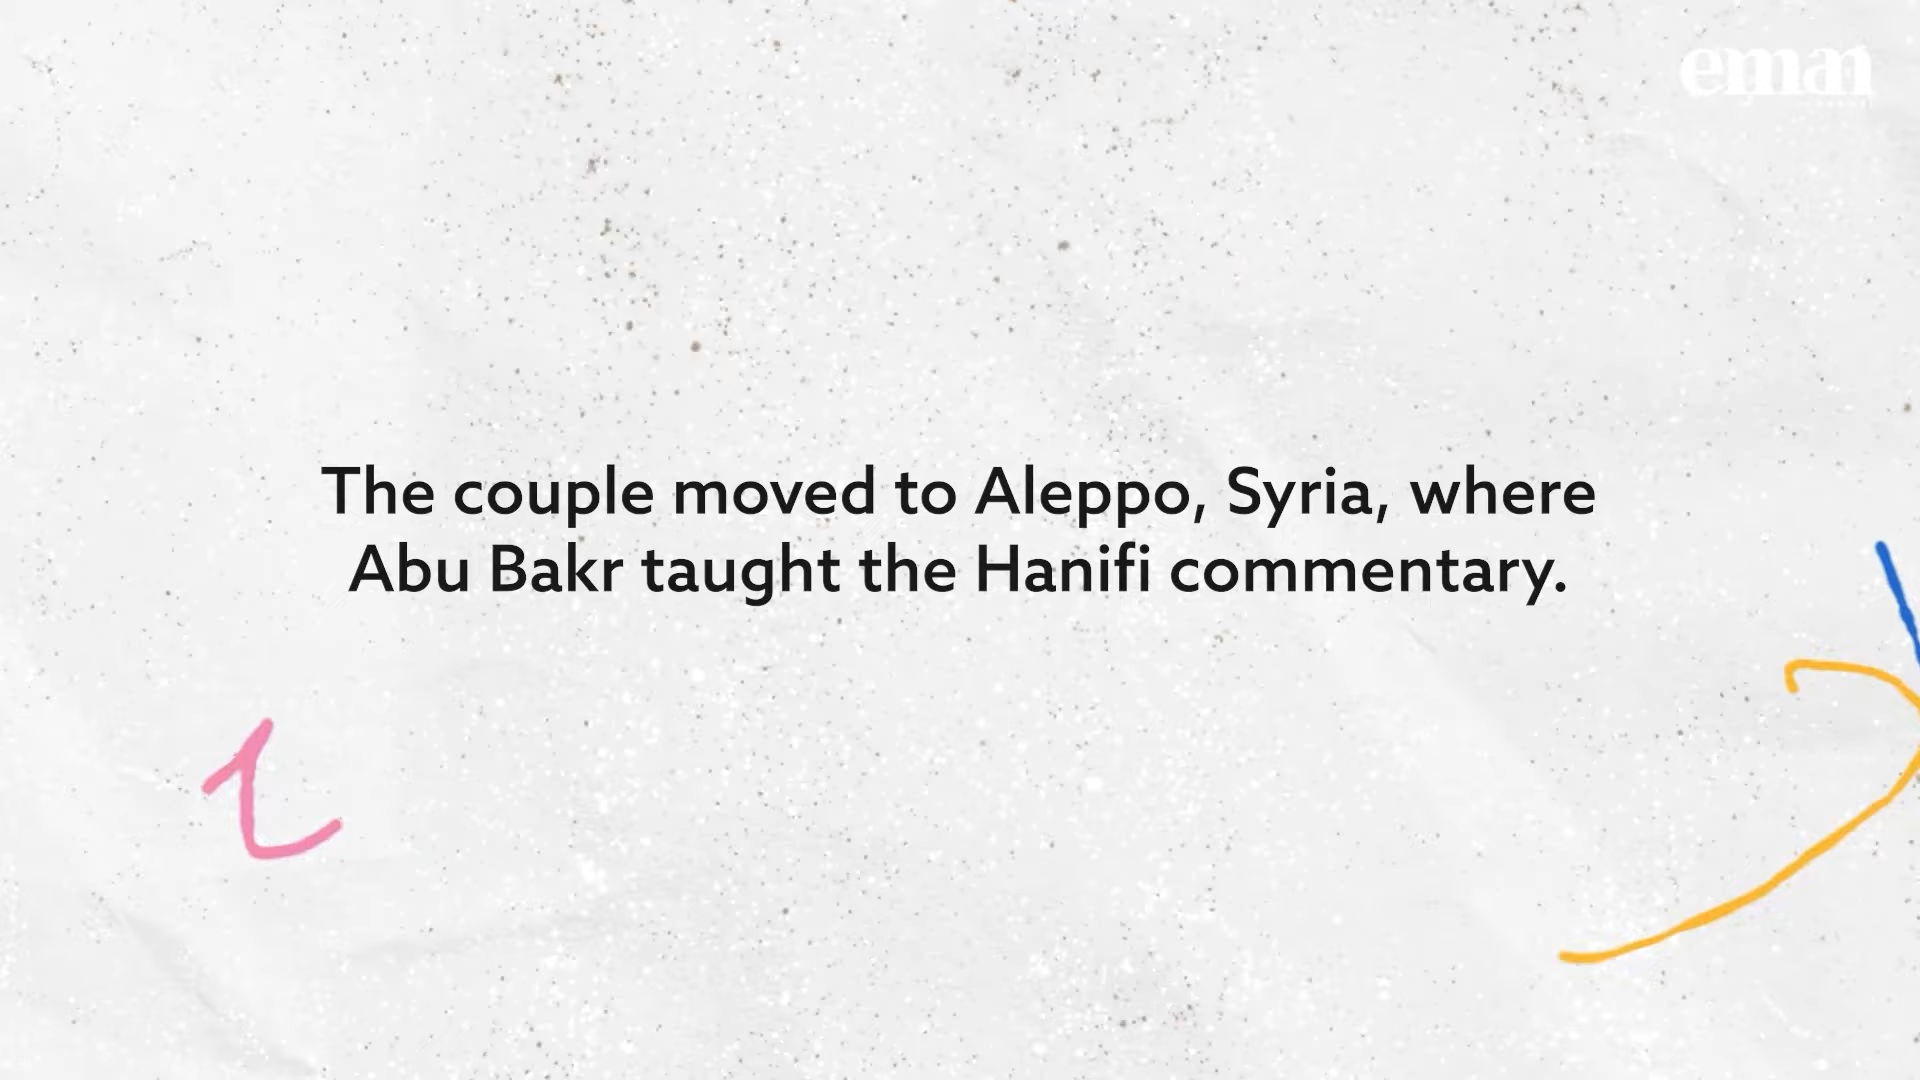 eman
The couple moved to Aleppo, Syria, where
Abu Bakr taught the Hanifi commentary.